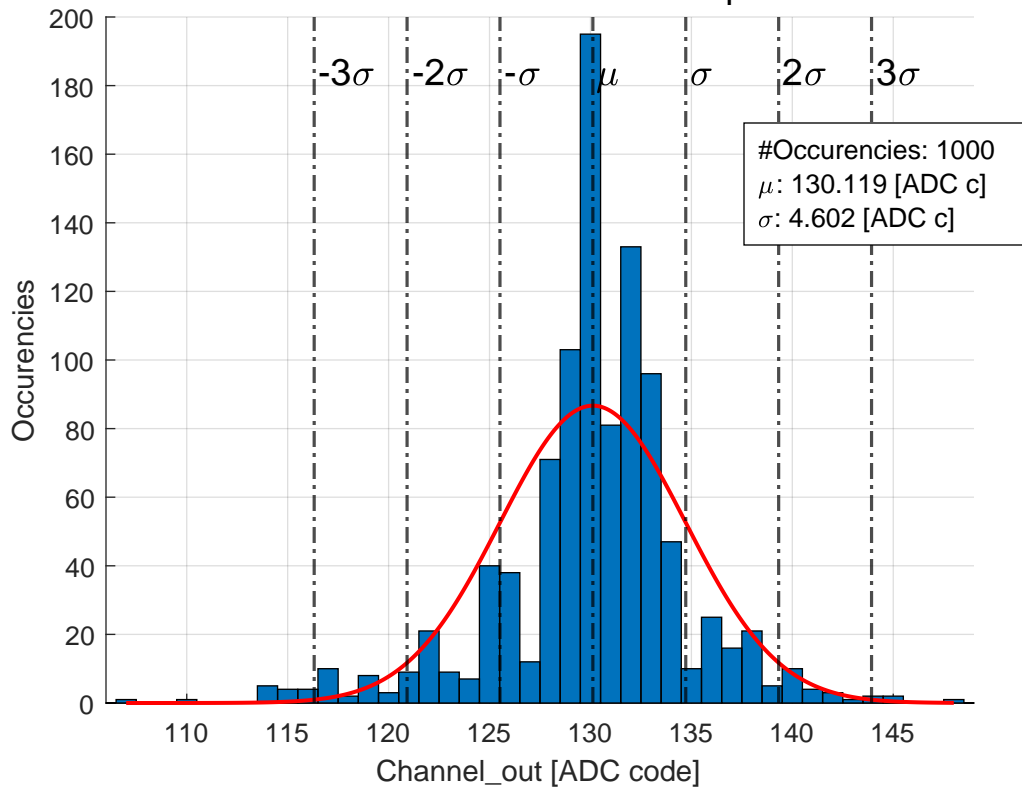 200
180
160
140
120
100
80
60
40
20
0
Occurencies
-3σ
-2σ
-σ
μ
σ
2σ
3σ
#Occurencies: 1000
μ: 130.119 [ADC c]
σ: 4.602 [ADC c]
110
115
120
125
130
135
140
145
Channel_out [ADC code]